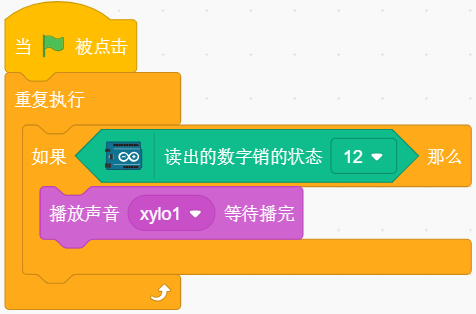 当 被点击
重复执行
如果 读出的数字销的状态 12 那么
播放声音 xylo1 等待播完